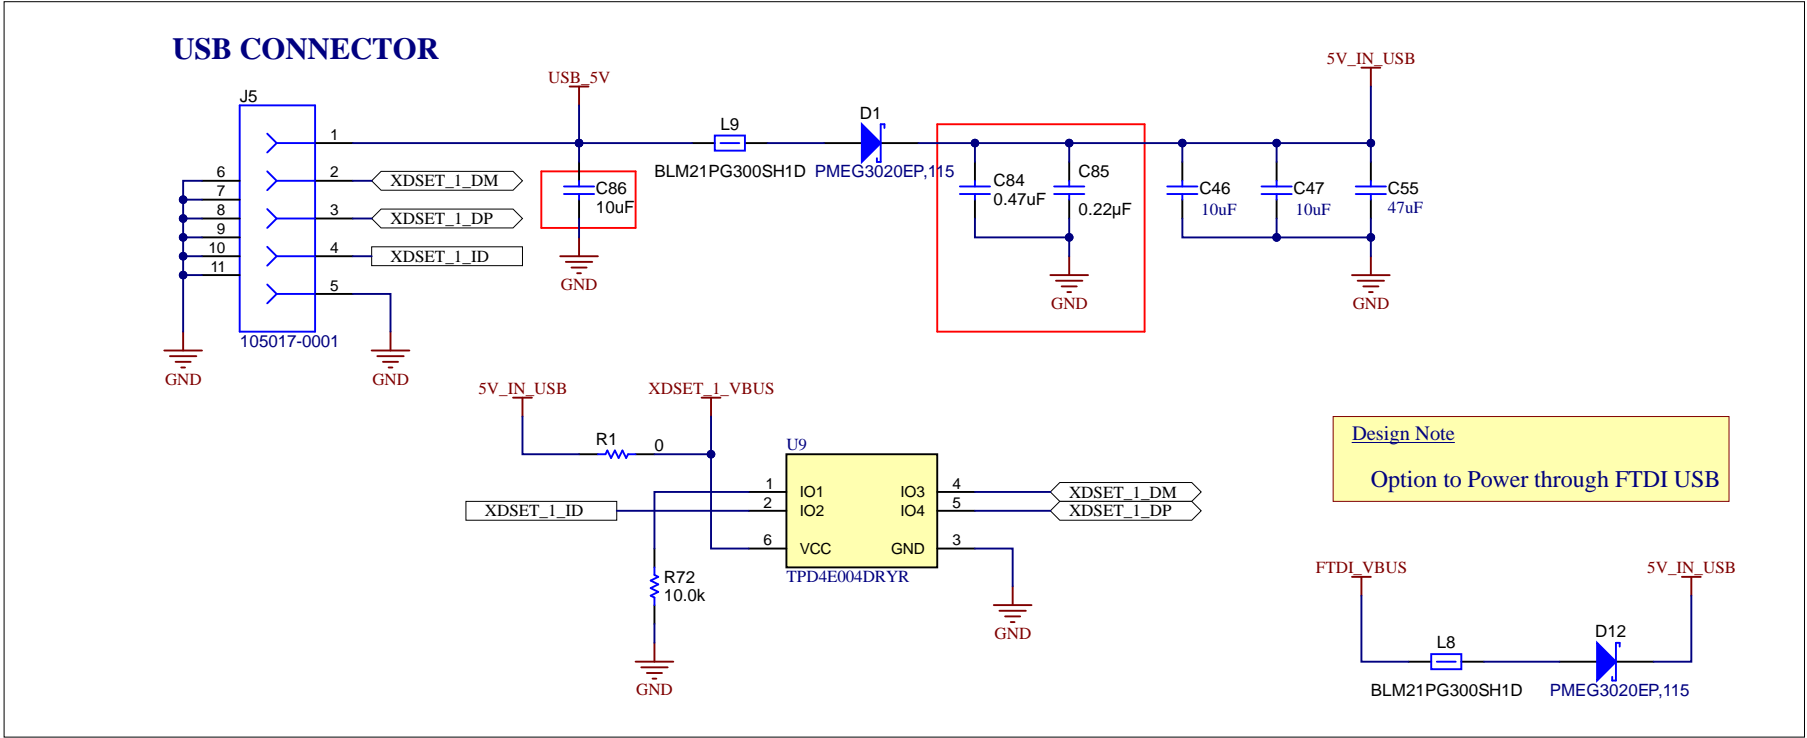 USB CONNECTOR
USB_5V
5V_IN_USB
J5
1
2
3
4
5
6
7
8
9
10
11
XDSET_1_DM
XDSET_1_DP
XDSET_1_ID
105017-0001
GND
GND
C86
10uF
GND
L9
BLM21PG300SH1D
D1
PMEG3020EP,115
C84
0.47uF
C85
0.22µF
GND
C46
10uF
C47
10uF
C55
47uF
GND
5V_IN_USB
XDSET_1_VBUS
R1
0
U9
1
IO1
2
IO2
6
VCC
IO3
4
IO4
5
GND
3
TPD4E004DRYR
XDSET_1_ID
XDSET_1_DM
XDSET_1_DP
R72
10.0k
GND
GND
Design Note
Option to Power through FTDI USB
FTDI_VBUS
5V_IN_USB
L8
BLM21PG300SH1D
D12
PMEG3020EP,115